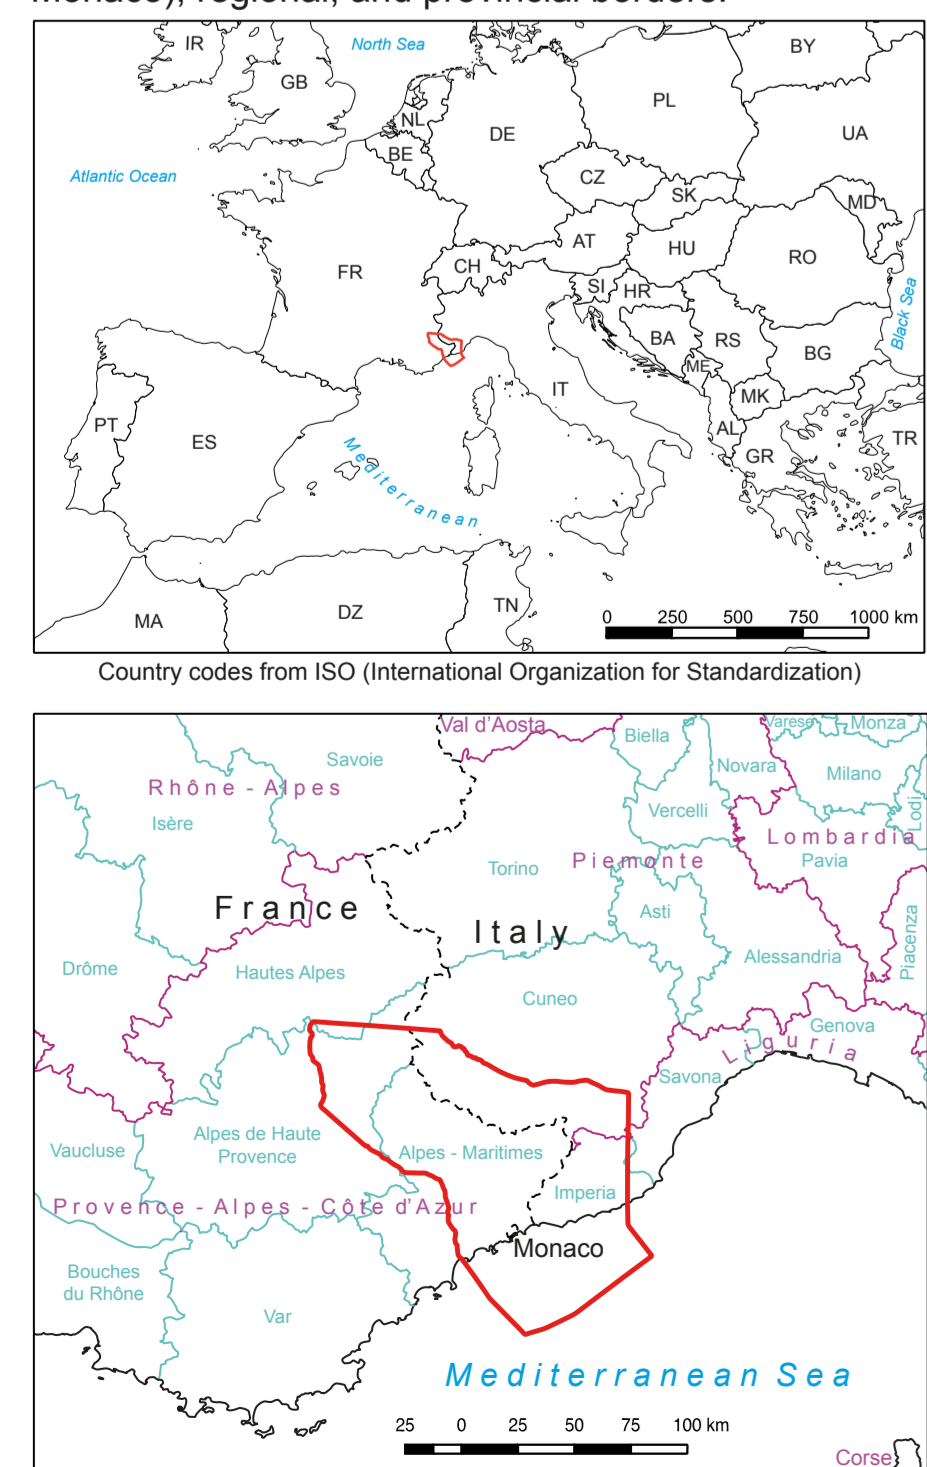 Monaco), regional, and provincial borders.
IR
North Sea
BY
GB
PL
NL
DE
UA
BE
Atlantic Ocean
CZ
SK
MD
AT
HU
FR
CH
RO
SI
HR
Black Sea
BA
RS
BG
ME
IT
MK
PT
AL
ES
GR
TR
Mediterranean
MA
DZ
TN
0 250 500 750 1000 km
Country codes from ISO (International Organization for Standardization)
Val d'Aosta
Varese
Monza
Savoie
Biella
Novara
Milano
Rhône - Alpes
Isère
Vercelli
Lodi
Lombardia
Torino
Piemonte
Pavia
France
Asti
Italy
Piacenza
Drôme
Hautes Alpes
Alessandria
Cuneo
Genova
Liguria
Savona
Vaucluse
Alpes de Haute
Provence
Alpes - Maritimes
Imperia
Provence - Alpes - Côte d'Azur
Monaco
Bouches
du Rhône
Var
Mediterranean Sea
25 0 25 50 75 100 km
Corse